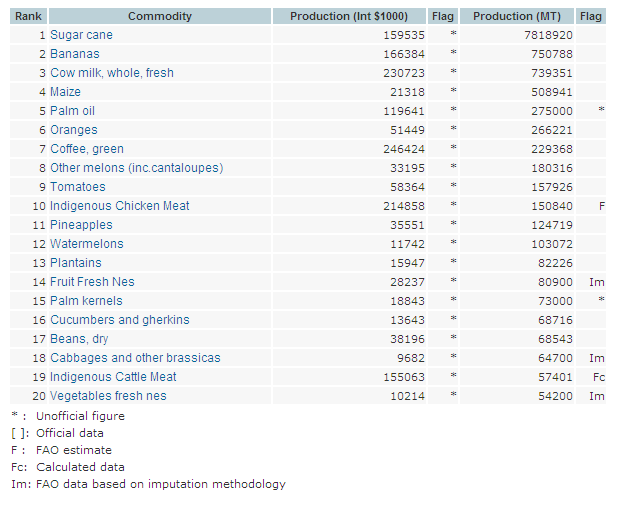 Rank Commodity Production (Int $1000) Flag Production (MT) Flag
1 Sugar cane 159535 * 7818920
2 Bananas 166384 * 750788
3 Cow milk, whole, fresh 230723 * 739351
4 Maize 21318 * 508941
5 Palm oil 119641 * 275000 *
6 Oranges 51449 * 266221
7 Coffee, green 246424 * 229368
8 Other melons (inc.cantaloupes) 33195 * 180316
9 Tomatoes 58364 * 157926
10 Indigenous Chicken Meat 214858 * 150840 F
11 Pineapples 35551 * 124719
12 Watermelons 11742 * 103072
13 Plantains 15947 * 82226
14 Fruit Fresh Nes 28237 * 80900 Im
15 Palm kernels 18843 * 73000 *
16 Cucumbers and gherkins 13643 * 68716
17 Beans, dry 38196 * 68543
18 Cabbages and other brassicas 9682 * 64700 Im
19 Indigenous Cattle Meat 155063 * 57401 Fc
20 Vegetables fresh nes 10214 * 54200 Im
* : Unofficial figure
[ ]: Official data
F : FAO estimate
Fc: Calculated data
Im: FAO data based on imputation methodology